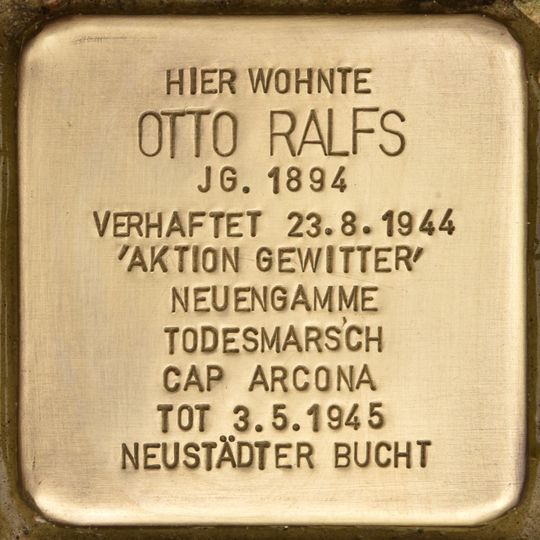 HIER WOHNTE
OTTO RALFS
JG. 1894
VERHAFTET 23.8.1944
'AKTION GEWITTER'
NEUENGAMME
TODESMARSCH
CAP ARCONA
TOT 3.5.1945
NEUSTÄDTER BUCHT